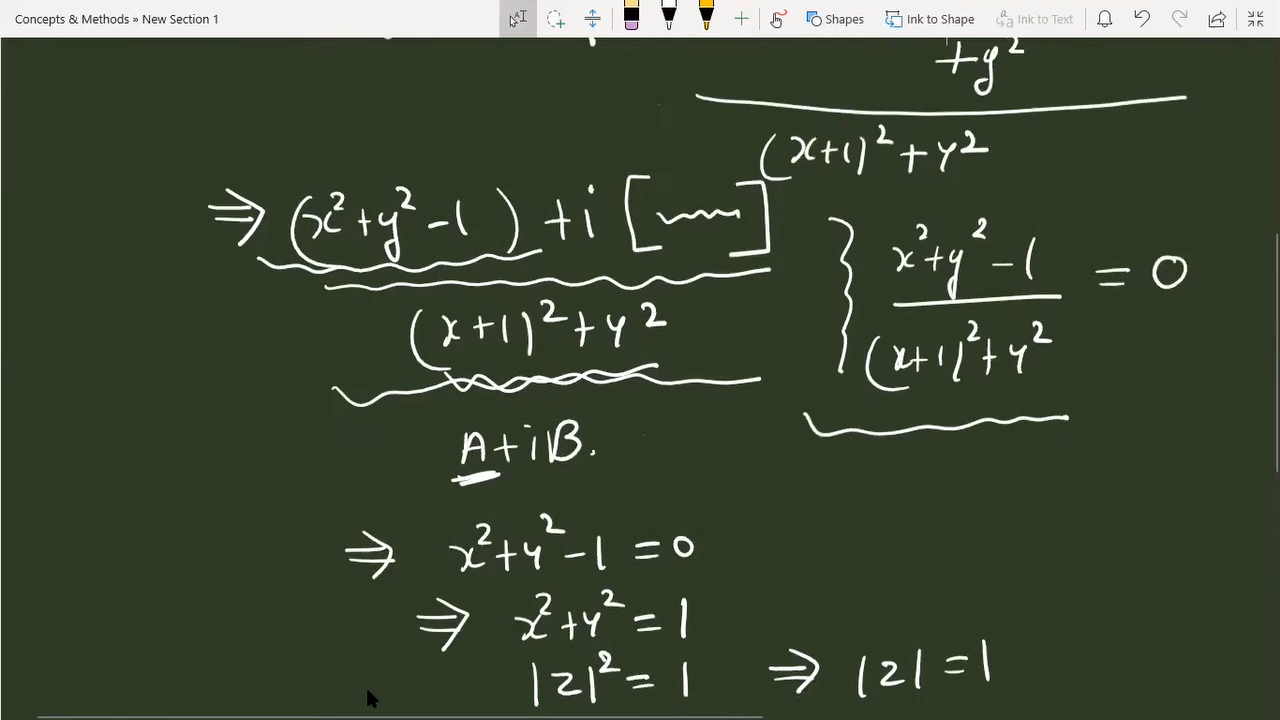 Concepts & Methods » New Section 1
Shapes
Ink to Shape
Ink to Text
+y²
(x+1)²+y²
⇒ (x²+y²-1) +i [ ]
(x+1)²+y²
x²+y²-1 = 0
(x+1)²+y²
A+iB.
⇒ x²+y²-1 = 0
⇒ x²+y² = 1
|z|² = 1 ⇒ |z| = 1